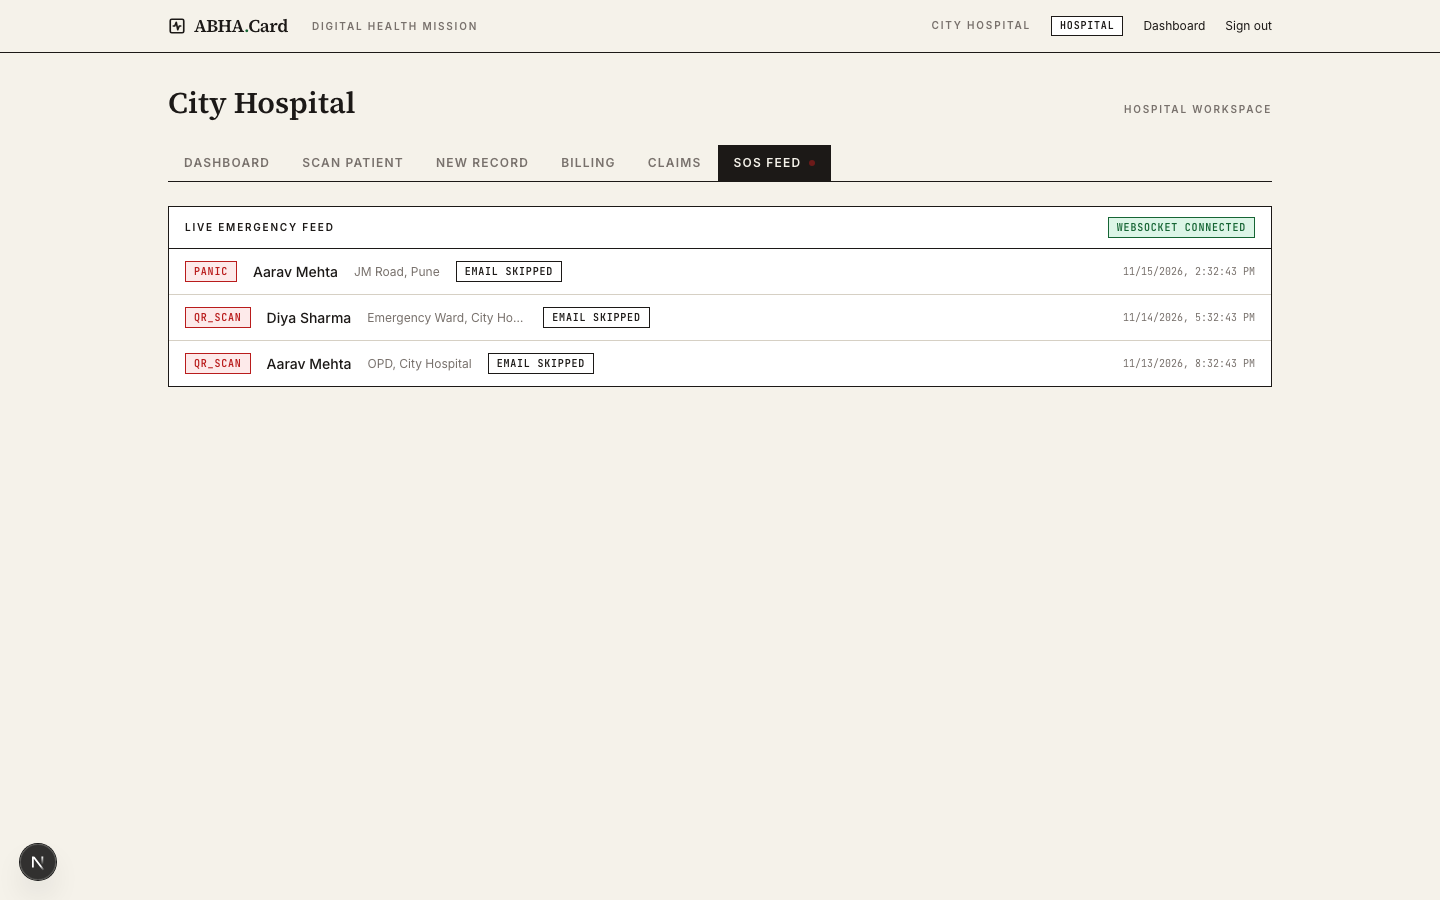 ABHA.Card DIGITAL HEALTH MISSION CITY HOSPITAL HOSPITAL Dashboard Sign out
City Hospital
HOSPITAL WORKSPACE
DASHBOARD SCAN PATIENT NEW RECORD BILLING CLAIMS SOS FEED
LIVE EMERGENCY FEED WEBSOCKET CONNECTED
PANIC Aarav Mehta JM Road, Pune EMAIL SKIPPED 11/15/2026, 2:32:43 PM
QR_SCAN Diya Sharma Emergency Ward, City Ho... EMAIL SKIPPED 11/14/2026, 5:32:43 PM
QR_SCAN Aarav Mehta OPD, City Hospital EMAIL SKIPPED 11/13/2026, 8:32:43 PM
N